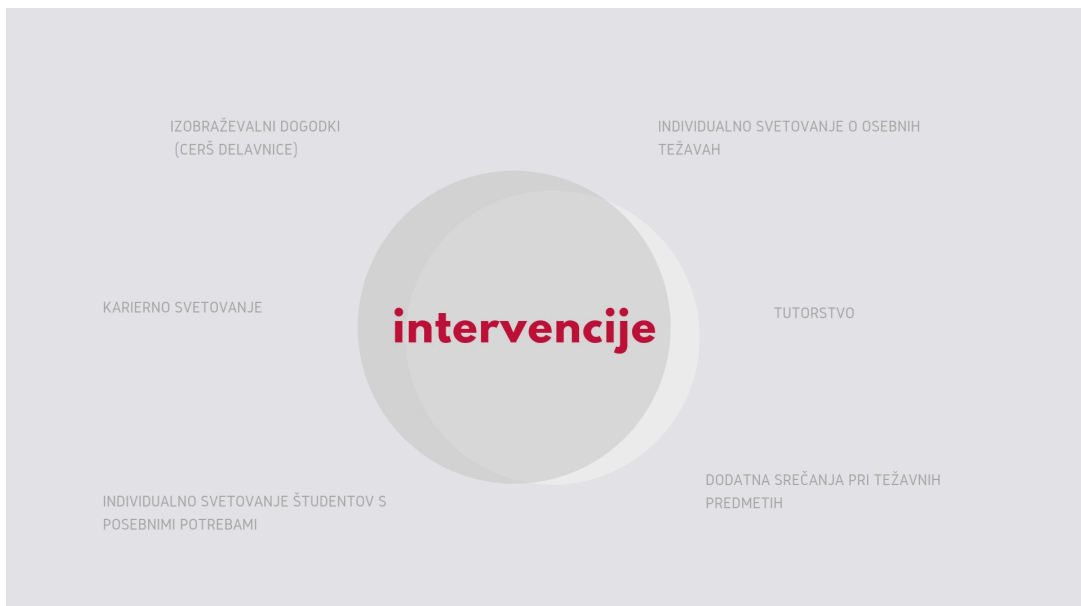 IZOBRAŽEVALNI DOGODKI
(CERŠ DELAVNICE)
INDIVIDUALNO SVETOVANJE O OSEBNIH
TEŽAVAH
KARIERNO SVETOVANJE
intervencije
TUTORSTVO
INDIVIDUALNO SVETOVANJE ŠTUDENTOV S
POSEBNIMI POTREBAMI
DODATNA SREČANJA PRI TEŽAVNIH
PREDMETIH